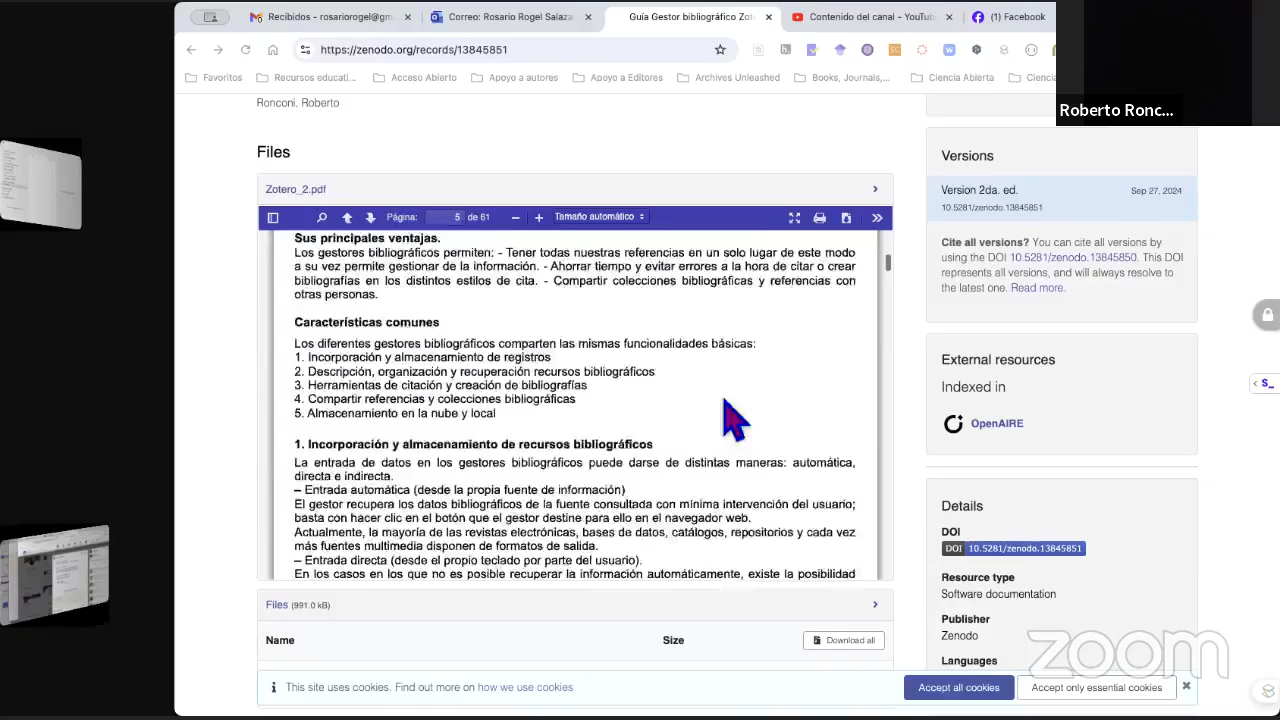 Recibidos - rosariorogel@gm
Correo: Rosario Rogel Salaza
Guía Gestor bibliográfico Zote
Contenido del canal - YouTu
(1) Facebook
https://zenodo.org/records/13845851
Favoritos
Recursos educati...
Acceso Abierto
Apoyo a autores
Apoyo a Editores
Archives Unleashed
Books, Journals,...
Ciencia Abierta
Ciencia
Roberto Ronc...
Ronconi, Roberto
Files
Zotero_2.pdf
Página: 5 de 61
Tamaño automático
Sus principales ventajas.
Los gestores bibliográficos permiten: - Tener todas nuestras referencias en un solo lugar de este modo
a su vez permite gestionar de la información. - Ahorrar tiempo y evitar errores a la hora de citar o crear
bibliografías en los distintos estilos de cita. - Compartir colecciones bibliográficas y referencias con
otras personas.
Características comunes
Los diferentes gestores bibliográficos comparten las mismas funcionalidades básicas:
1. Incorporación y almacenamiento de registros
2. Descripción, organización y recuperación recursos bibliográficos
3. Herramientas de citación y creación de bibliografías
4. Compartir referencias y colecciones bibliográficas
5. Almacenamiento en la nube y local
1. Incorporación y almacenamiento de recursos bibliográficos
La entrada de datos en los gestores bibliográficos puede darse de distintas maneras: automática,
directa e indirecta.
– Entrada automática (desde la propia fuente de información)
El gestor recupera los datos bibliográficos de la fuente consultada con mínima intervención del usuario;
basta con hacer clic en el botón que el gestor destine para ello en el navegador web.
Actualmente, la mayoría de las revistas electrónicas, bases de datos, catálogos, repositorios y cada vez
más fuentes multimedia disponen de formatos de salida.
– Entrada directa (desde el propio teclado por parte del usuario).
En los casos en los que no es posible recuperar la información automáticamente, existe la posibilidad
Files (991.0 kB)
Name
Size
Download all
Versions
Version 2da. ed.
Sep 27, 2024
10.5281/zenodo.13845851
Cite all versions? You can cite all versions by
using the DOI 10.5281/zenodo.13845850. This DOI
represents all versions, and will always resolve to
the latest one. Read more.
External resources
Indexed in
OpenAIRE
Details
DOI
DOI 10.5281/zenodo.13845851
Resource type
Software documentation
Publisher
Zenodo
Languages
S_
zoom
This site uses cookies. Find out more on how we use cookies
Accept all cookies
Accept only essential cookies